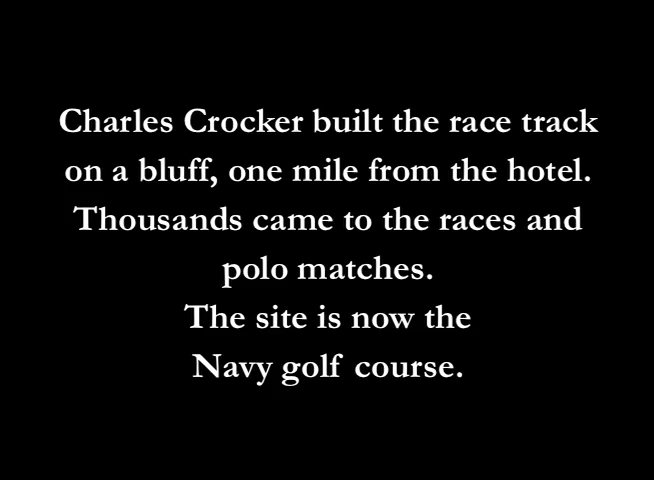 Charles Crocker built the race track
on a bluff, one mile from the hotel.
Thousands came to the races and
polo matches.
The site is now the
Navy golf course.